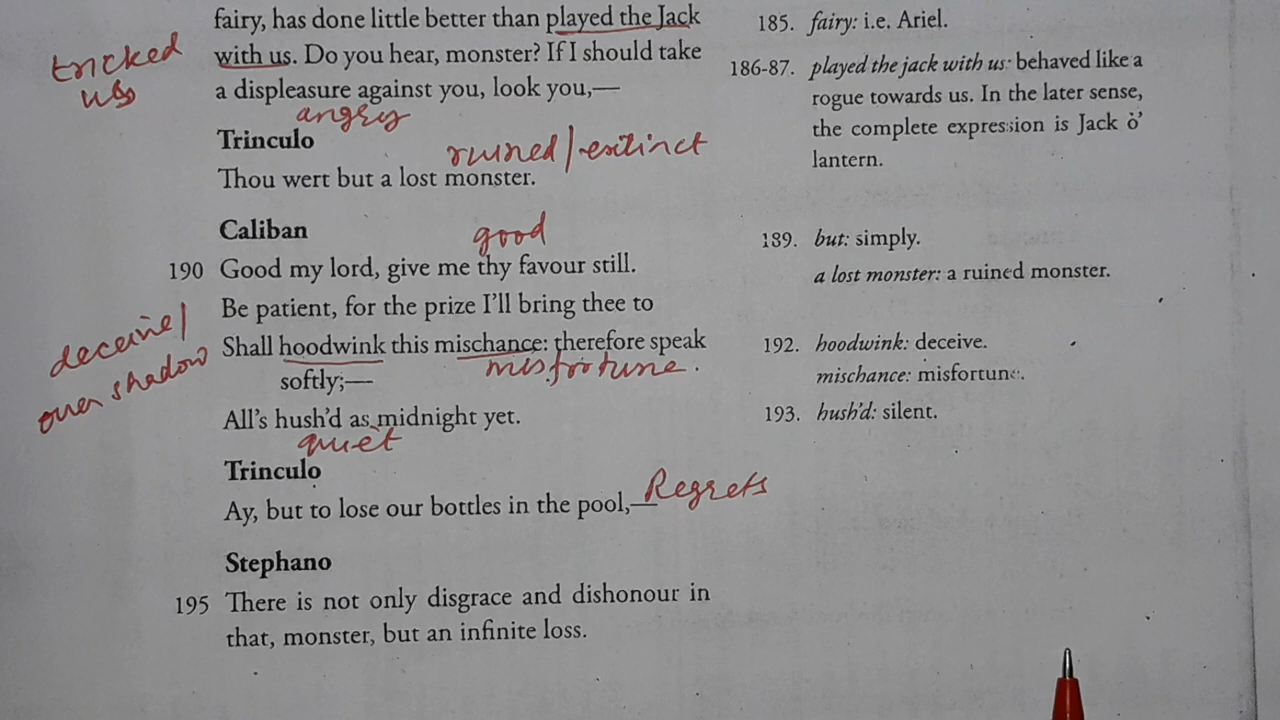 fairy, has done little better than played the Jack
with us. Do you hear, monster? If I should take
a displeasure against you, look you,—
tricked
us
angry
Trinculo
ruined/extinct
Thou wert but a lost monster.
Caliban
good
190 Good my lord, give me thy favour still.
Be patient, for the prize I'll bring thee to
Shall hoodwink this mischance: therefore speak
softly;—
deceive/
over shadow
misfortune.
All's hush'd as midnight yet.
quiet
Trinculo
Ay, but to lose our bottles in the pool,—
Regrets
Stephano
195 There is not only disgrace and dishonour in
that, monster, but an infinite loss.
185. fairy: i.e. Ariel.
186-87. played the jack with us: behaved like a
rogue towards us. In the later sense,
the complete expression is Jack o'
lantern.
189. but: simply.
a lost monster: a ruined monster.
192. hoodwink: deceive.
mischance: misfortune.
193. hush'd: silent.